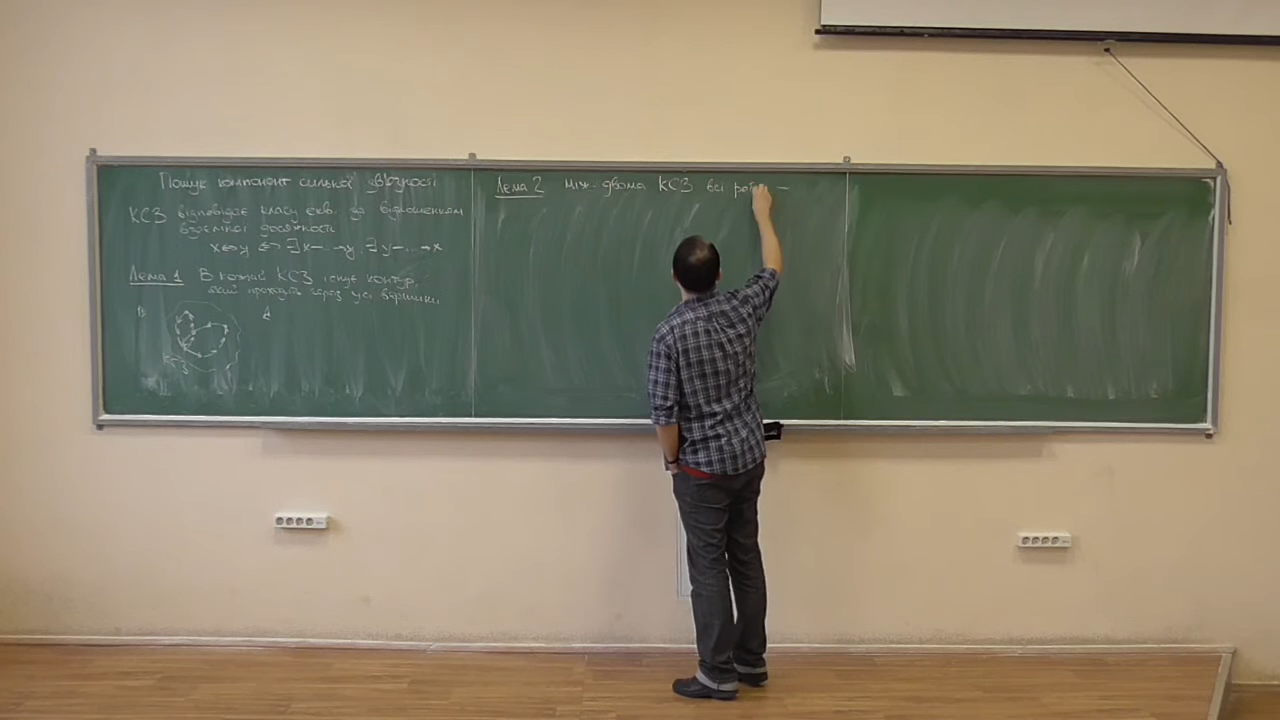 Пошук компонент сильної зв'язності
КСЗ відповідає класу екв. за відношенням
взаємної досяжності
x↔y ⇔ ∃ x→...→y, ∃ y→...→x
Лема 1 В кожній КСЗ існує контур,
який проходить через усі вершини
КСЗ
Лема 2 Між двома КСЗ всі